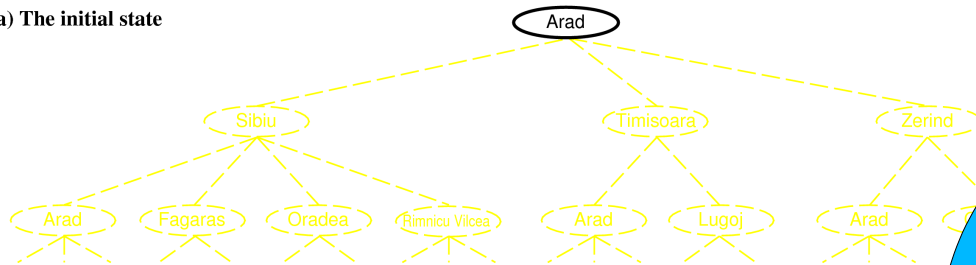 a) The initial state
Arad
Sibiu Timisoara Zerind
Arad Fagaras Oradea Rimnicu Vilcea Arad Lugoj Arad